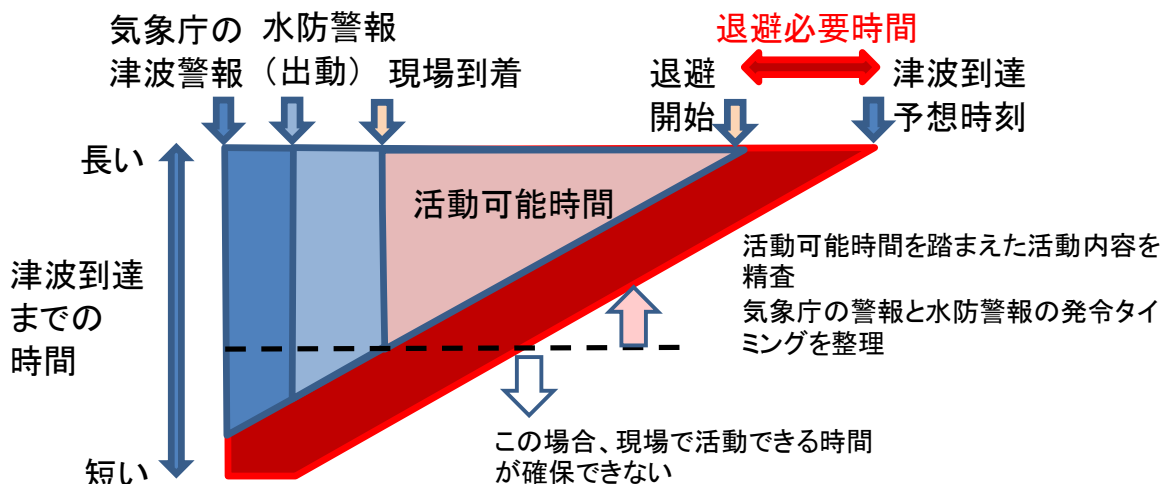 気象庁の
津波警報
水防警報
（出動）
現場到着
退避
開始
退避必要時間
津波到達
予想時刻
長い
活動可能時間
津波到達
までの
時間
活動可能時間を踏まえた活動内容を
精査
気象庁の警報と水防警報の発令タイ
ミングを整理
この場合、現場で活動できる時間
が確保できない
短い